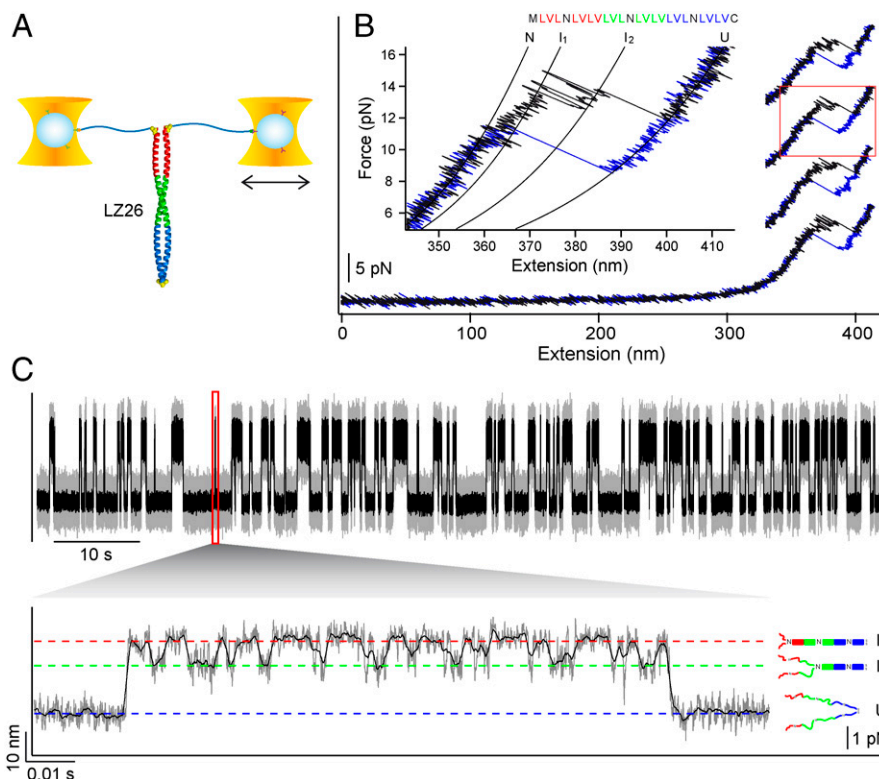 A
LZ26
B
MLVLNLVLVLVLNLVLVLVLNLVLVC
N I1 I2 U
16
14
12
10
8
6
Force (pN)
350 360 370 380 390 400 410
Extension (nm)
5 pN
0 100 200 300 400
Extension (nm)
C
10 s
N N
N N
1 pN
10 nm
0.01 s